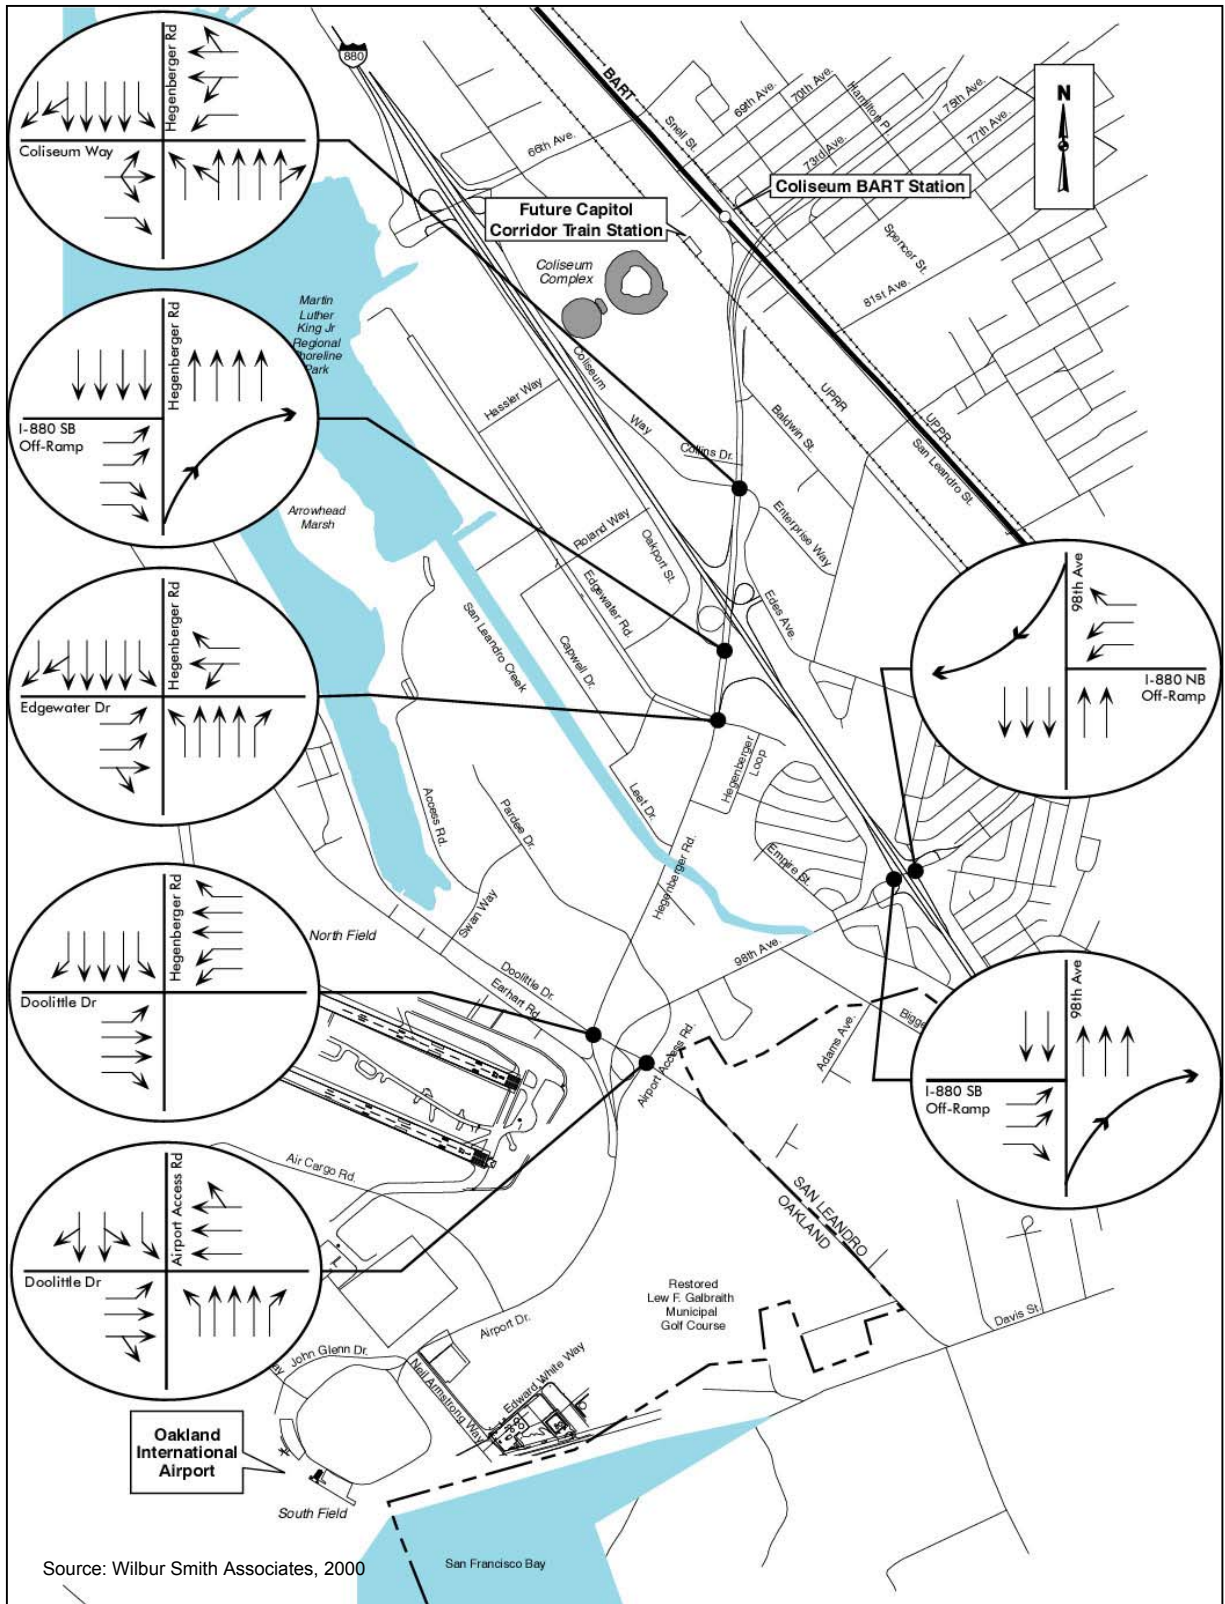 Hegenberger Rd
Coliseum Way
880
BART
66th Ave.
Snell St.
69th Ave.
70th Ave.
Hamilton P.
75th Ave.
73rd Ave.
77th Ave.
N
Coliseum BART Station
Future Capitol
Corridor Train Station
Coliseum
Complex
Spencer St.
81st Ave.
Hegenberger Rd
I-880 SB
Off-Ramp
Martin
Luther
King Jr
Regional
Park
Coliseum
Way
Hassler Way
Collins Dr.
Baldwin St.
UPRR
UPPR
San Leandro St.
Arrowhead
Marsh
Roland Way
Oakport St.
Enterprise Way
Edgewater Rd.
Edes Ave.
Hegenberger Rd
Edgewater Dr
San Leandro Creek
Capwell Dr.
98th Ave
I-880 NB
Off-Ramp
Hegenberger
Loop
Leet Dr.
Access Rd.
Pardee Dr.
Hegenberger Rd.
Empire St.
Swan Way
North Field
98th Ave.
Hegenberger Rd
Doolittle Dr
Doolittle Dr.
Earhart Rd.
Airport Access Rd.
Adams Ave.
98th Ave
I-880 SB
Off-Ramp
Air Cargo Rd.
SAN LEANDRO
OAKLAND
Airport Access Rd
Doolittle Dr
Restored
Lew F. Galbraith
Municipal
Golf Course
Davis St.
Airport Dr.
John Glenn Dr.
Neil Armstrong Way
Edward White Way
Oakland
International
Airport
South Field
San Francisco Bay
Source: Wilbur Smith Associates, 2000